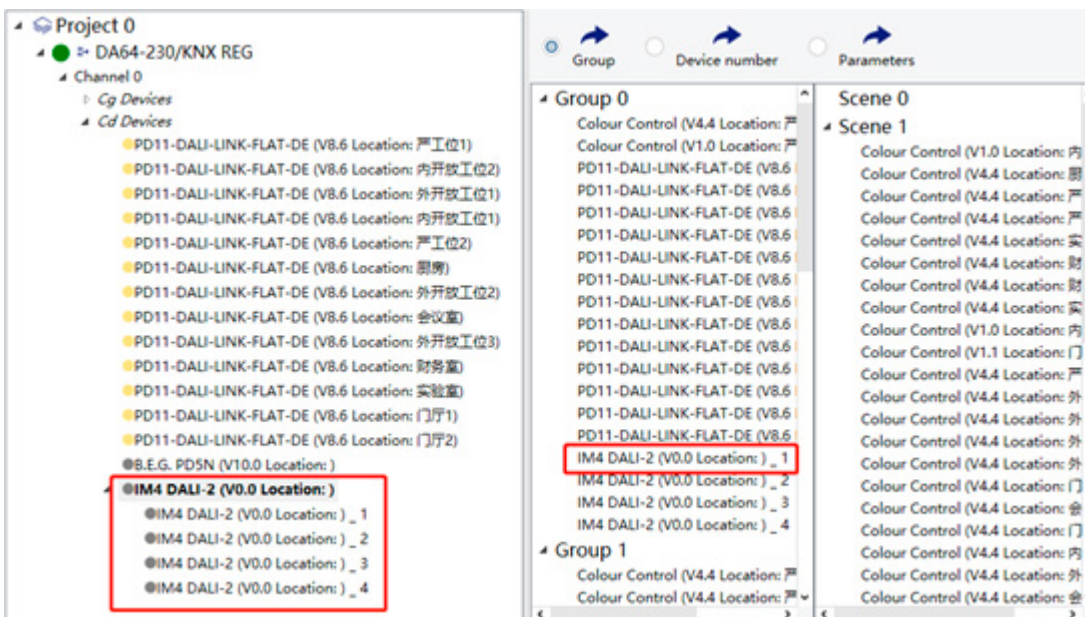 Project 0
DA64-230/KNX REG
Channel 0
Cg Devices
Cd Devices
PD11-DALI-LINK-FLAT-DE (V8.6 Location: 严工位1)
PD11-DALI-LINK-FLAT-DE (V8.6 Location: 内开放工位2)
PD11-DALI-LINK-FLAT-DE (V8.6 Location: 外开放工位1)
PD11-DALI-LINK-FLAT-DE (V8.6 Location: 内开放工位1)
PD11-DALI-LINK-FLAT-DE (V8.6 Location: 严工位2)
PD11-DALI-LINK-FLAT-DE (V8.6 Location: 厨房)
PD11-DALI-LINK-FLAT-DE (V8.6 Location: 外开放工位2)
PD11-DALI-LINK-FLAT-DE (V8.6 Location: 会议室)
PD11-DALI-LINK-FLAT-DE (V8.6 Location: 外开放工位3)
PD11-DALI-LINK-FLAT-DE (V8.6 Location: 财务室)
PD11-DALI-LINK-FLAT-DE (V8.6 Location: 实验室)
PD11-DALI-LINK-FLAT-DE (V8.6 Location: 门厅1)
PD11-DALI-LINK-FLAT-DE (V8.6 Location: 门厅2)
B.E.G. PD5N (V10.0 Location: )
IM4 DALI-2 (V0.0 Location: )
IM4 DALI-2 (V0.0 Location: ) _ 1
IM4 DALI-2 (V0.0 Location: ) _ 2
IM4 DALI-2 (V0.0 Location: ) _ 3
IM4 DALI-2 (V0.0 Location: ) _ 4
Group
Device number
Parameters
Group 0
Colour Control (V4.4 Location: 严
Colour Control (V1.0 Location: 严
PD11-DALI-LINK-FLAT-DE (V8.6
PD11-DALI-LINK-FLAT-DE (V8.6
PD11-DALI-LINK-FLAT-DE (V8.6
PD11-DALI-LINK-FLAT-DE (V8.6
PD11-DALI-LINK-FLAT-DE (V8.6
PD11-DALI-LINK-FLAT-DE (V8.6
PD11-DALI-LINK-FLAT-DE (V8.6
PD11-DALI-LINK-FLAT-DE (V8.6
PD11-DALI-LINK-FLAT-DE (V8.6
PD11-DALI-LINK-FLAT-DE (V8.6
PD11-DALI-LINK-FLAT-DE (V8.6
PD11-DALI-LINK-FLAT-DE (V8.6
PD11-DALI-LINK-FLAT-DE (V8.6
IM4 DALI-2 (V0.0 Location: ) _ 1
IM4 DALI-2 (V0.0 Location: ) _ 2
IM4 DALI-2 (V0.0 Location: ) _ 3
IM4 DALI-2 (V0.0 Location: ) _ 4
Group 1
Colour Control (V4.4 Location: 严
Colour Control (V4.4 Location: 严
Scene 0
Scene 1
Colour Control (V1.0 Location: 内
Colour Control (V4.4 Location: 厨
Colour Control (V4.4 Location: 严
Colour Control (V4.4 Location: 严
Colour Control (V4.4 Location: 实
Colour Control (V4.4 Location: 财
Colour Control (V4.4 Location: 财
Colour Control (V4.4 Location: 实
Colour Control (V1.0 Location: 内
Colour Control (V1.1 Location: 门
Colour Control (V4.4 Location: 严
Colour Control (V4.4 Location: 外
Colour Control (V4.4 Location: 外
Colour Control (V4.4 Location: 外
Colour Control (V4.4 Location: 外
Colour Control (V4.4 Location: 门
Colour Control (V4.4 Location: 会
Colour Control (V4.4 Location: 门
Colour Control (V4.4 Location: 内
Colour Control (V4.4 Location: 外
Colour Control (V4.4 Location: 会